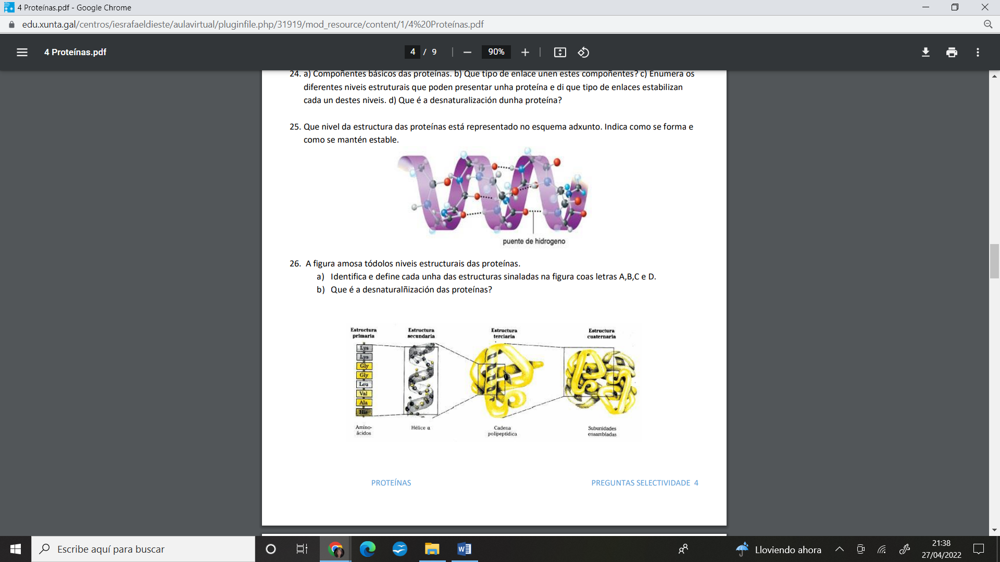 4 Proteínas.pdf - Google Chrome
edu.xunta.gal/centros/iesrafaeldieste/aulavirtual/pluginfile.php/31919/mod_resource/content/1/4%20Proteínas.pdf
4 Proteínas.pdf
4 / 9
90%
24. a) Compoñentes básicos das proteínas. b) Que tipo de enlace unen estes compoñentes? c) Enumera os
diferentes niveis estruturais que poden presentar unha proteína e di que tipo de enlaces estabilizan
cada un destes niveis. d) Que é a desnaturalización dunha proteína?
25. Que nivel da estructura das proteínas está representado no esquema adxunto. Indica como se forma e
como se mantén estable.
puente de hidrogeno
26. A figura amosa tódolos niveis estructurais das proteínas.
a) Identifica e define cada unha das estructuras sinaladas na figura coas letras A,B,C e D.
b) Que é a desnaturalñización das proteínas?
Estructura
primaria
Estructura
secundaria
Estructura
terciaria
Estructura
cuaternaria
Lys
Lys
Gly
Gly
Leu
Val
Ala
His
Amino-
ácidos
Hélice α
Cadena
polipeptídica
Subunidades
ensambladas
PROTEÍNAS
PREGUNTAS SELECTIVIDADE 4
Escribe aquí para buscar
Lloviendo ahora
21:38
27/04/2022